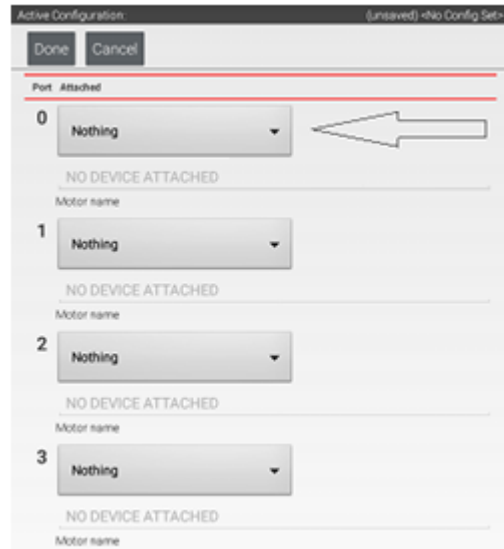 Active Configuration: (unsaved) <No Config Set>
Done Cancel
Port Attached
0 Nothing
NO DEVICE ATTACHED
Motor name
1 Nothing
NO DEVICE ATTACHED
Motor name
2 Nothing
NO DEVICE ATTACHED
Motor name
3 Nothing
NO DEVICE ATTACHED
Motor name